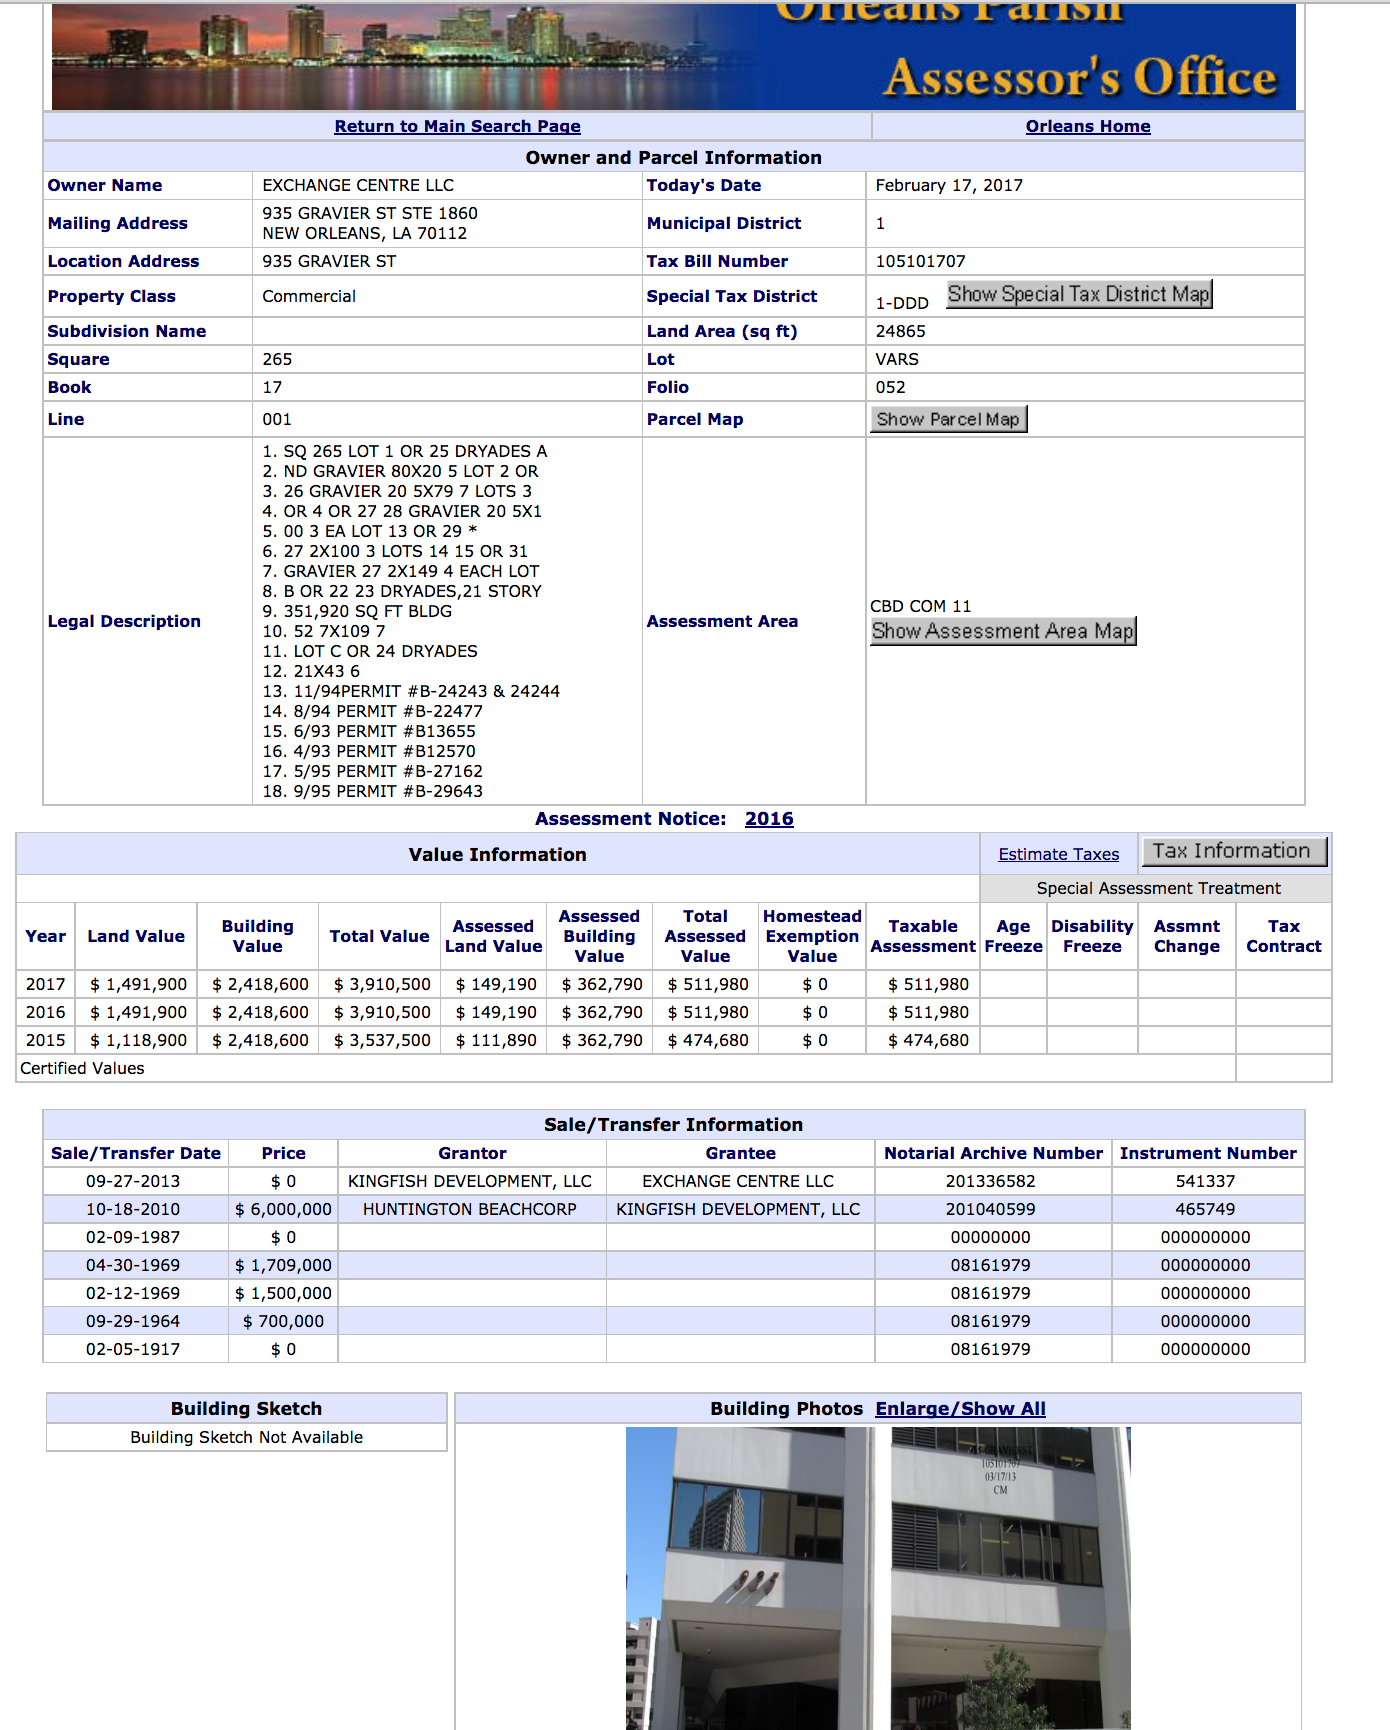 Orleans Parish
Assessor's Office
Return to Main Search Page Orleans Home
Owner and Parcel Information
Owner Name EXCHANGE CENTRE LLC Today's Date February 17, 2017
Mailing Address 935 GRAVIER ST STE 1860 NEW ORLEANS, LA 70112 Municipal District 1
Location Address 935 GRAVIER ST Tax Bill Number 105101707
Property Class Commercial Special Tax District 1-DDD Show Special Tax District Map
Subdivision Name Land Area (sq ft) 24865
Square 265 Lot VARS
Book 17 Folio 052
Line 001 Parcel Map Show Parcel Map
Legal Description
1. SQ 265 LOT 1 OR 25 DRYADES A
2. ND GRAVIER 80X20 5 LOT 2 OR
3. 26 GRAVIER 20 5X79 7 LOTS 3
4. OR 4 OR 27 28 GRAVIER 20 5X1
5. 00 3 EA LOT 13 OR 29 *
6. 27 2X100 3 LOTS 14 15 OR 31
7. GRAVIER 27 2X149 4 EACH LOT
8. B OR 22 23 DRYADES,21 STORY
9. 351,920 SQ FT BLDG
10. 52 7X109 7
11. LOT C OR 24 DRYADES
12. 21X43 6
13. 11/94PERMIT #B-24243 & 24244
14. 8/94 PERMIT #B-22477
15. 6/93 PERMIT #B13655
16. 4/93 PERMIT #B12570
17. 5/95 PERMIT #B-27162
18. 9/95 PERMIT #B-29643
Assessment Area
CBD COM 11
Show Assessment Area Map
Assessment Notice: 2016
Value Information Estimate Taxes Tax Information
Special Assessment Treatment
Year Land Value Building Value Total Value Assessed Land Value Assessed Building Value Total Assessed Value Homestead Exemption Value Taxable Assessment Age Freeze Disability Freeze Assmnt Change Tax Contract
2017 $ 1,491,900 $ 2,418,600 $ 3,910,500 $ 149,190 $ 362,790 $ 511,980 $ 0 $ 511,980
2016 $ 1,491,900 $ 2,418,600 $ 3,910,500 $ 149,190 $ 362,790 $ 511,980 $ 0 $ 511,980
2015 $ 1,118,900 $ 2,418,600 $ 3,537,500 $ 111,890 $ 362,790 $ 474,680 $ 0 $ 474,680
Certified Values
Sale/Transfer Information
Sale/Transfer Date Price Grantor Grantee Notarial Archive Number Instrument Number
09-27-2013 $ 0 KINGFISH DEVELOPMENT, LLC EXCHANGE CENTRE LLC 201336582 541337
10-18-2010 $ 6,000,000 HUNTINGTON BEACHCORP KINGFISH DEVELOPMENT, LLC 201040599 465749
02-09-1987 $ 0 00000000 000000000
04-30-1969 $ 1,709,000 08161979 000000000
02-12-1969 $ 1,500,000 08161979 000000000
09-29-1964 $ 700,000 08161979 000000000
02-05-1917 $ 0 08161979 000000000
Building Sketch
Building Sketch Not Available
Building Photos Enlarge/Show All
935-GRAVIER ST
105101707
03/17/13
CM